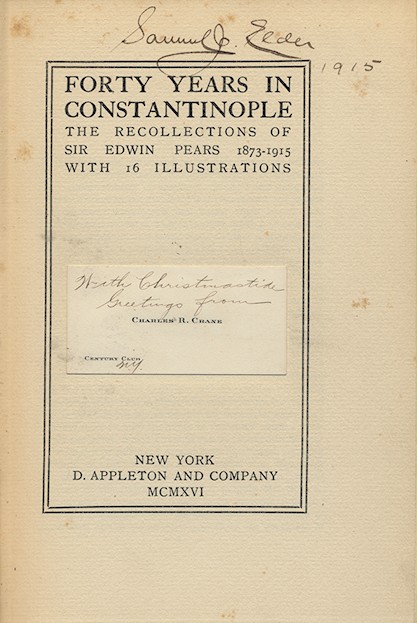 Samuel J. Elder
1915
FORTY YEARS IN
CONSTANTINOPLE
THE RECOLLECTIONS OF
SIR EDWIN PEARS 1873-1915
WITH 16 ILLUSTRATIONS
With Christmastide
Greetings from
CHARLES R. CRANE
CENTURY CLUB
NY
NEW YORK
D. APPLETON AND COMPANY
MCMXVI